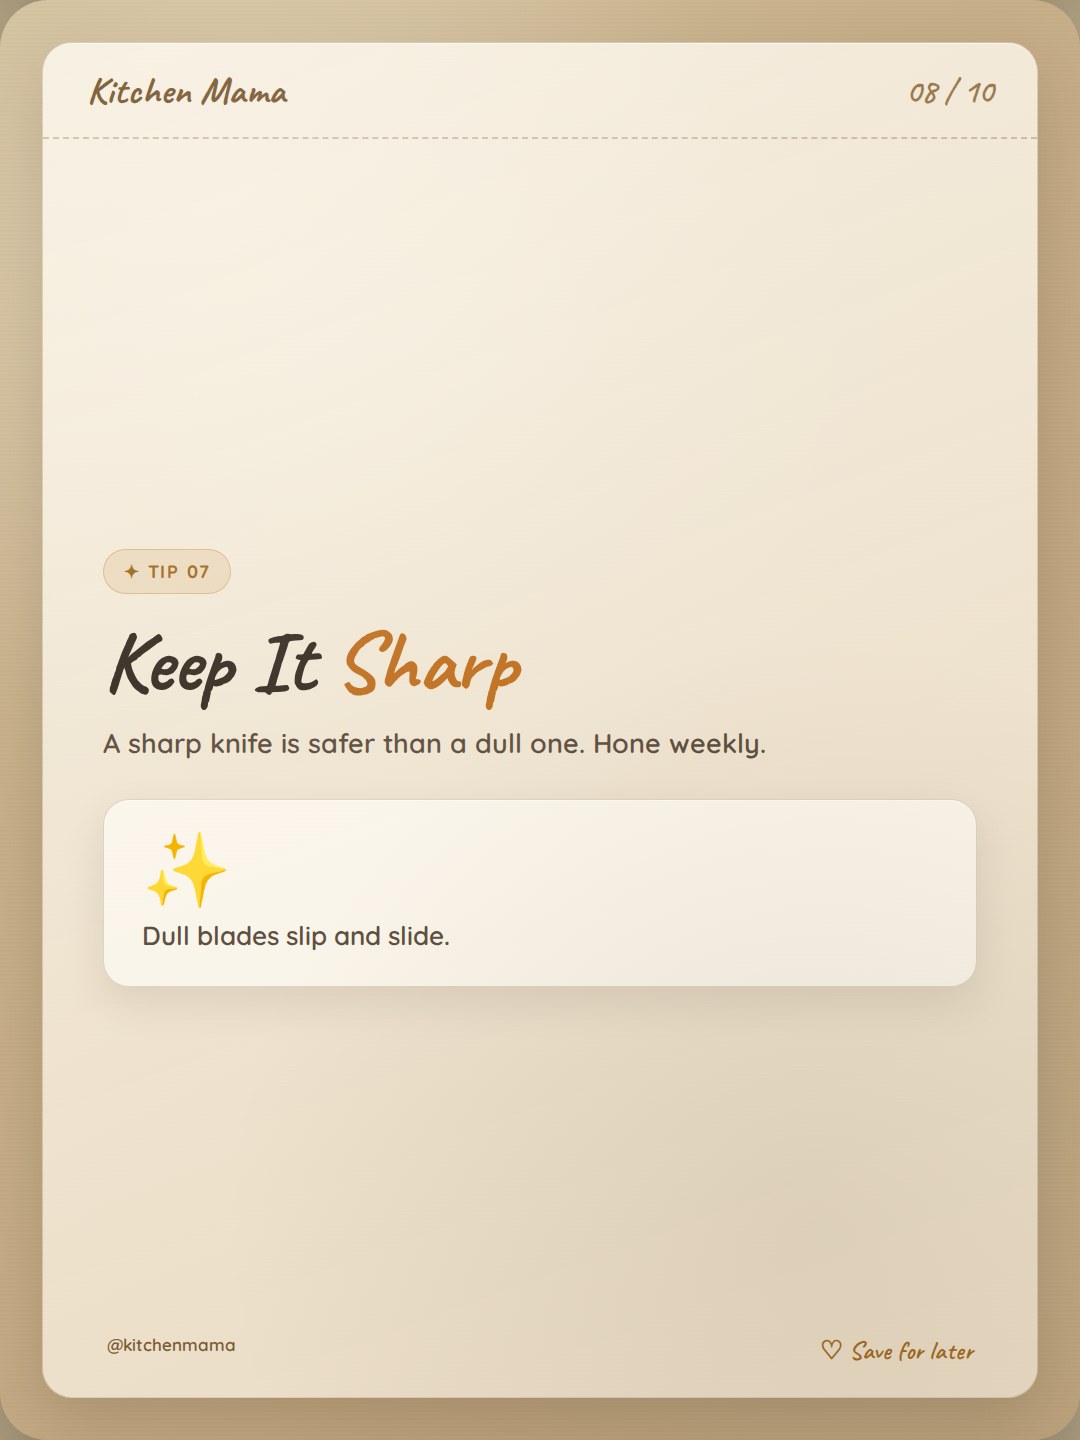 Kitchen Mama
08 / 10
✦ TIP 07
Keep It Sharp
A sharp knife is safer than a dull one. Hone weekly.
✨
Dull blades slip and slide.
@kitchenmama
♡ Save for later